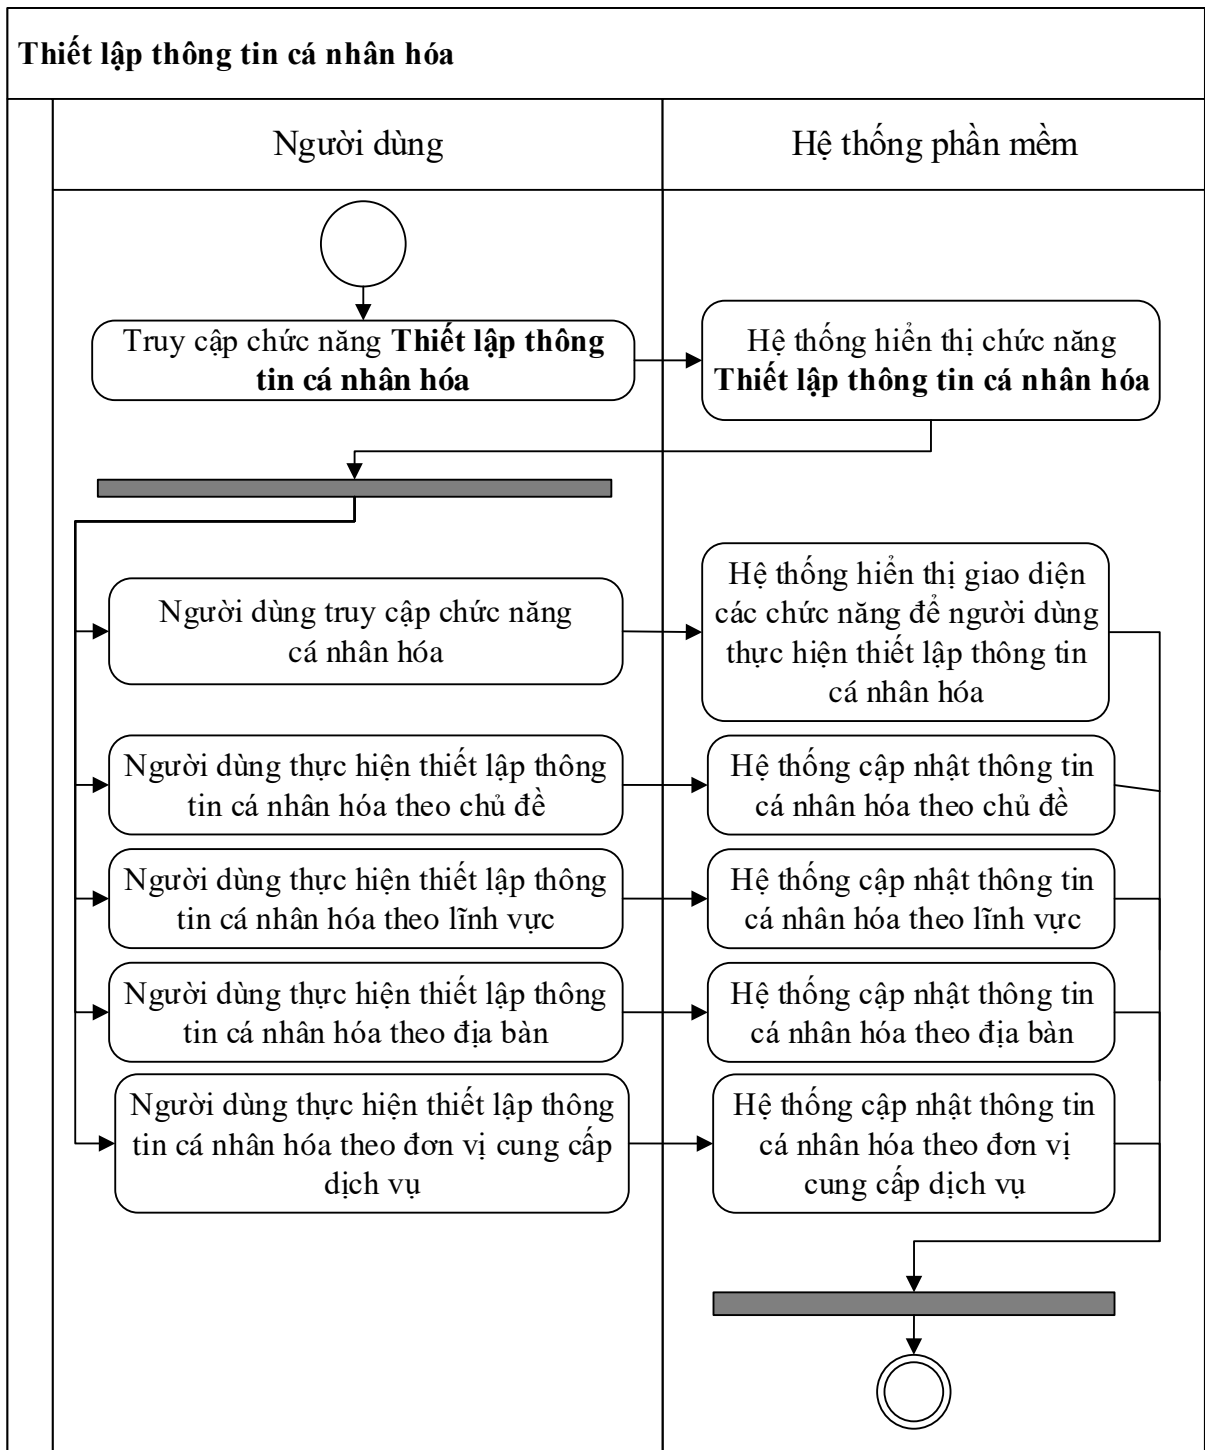 Thiết lập thông tin cá nhân hóa
Người dùng
Hệ thống phần mềm
Truy cập chức năng Thiết lập thông
tin cá nhân hóa
Hệ thống hiển thị chức năng
Thiết lập thông tin cá nhân hóa
Người dùng truy cập chức năng
cá nhân hóa
Hệ thống hiển thị giao diện
các chức năng để người dùng
thực hiện thiết lập thông tin
cá nhân hóa
Người dùng thực hiện thiết lập thông
tin cá nhân hóa theo chủ đề
Hệ thống cập nhật thông tin
cá nhân hóa theo chủ đề
Người dùng thực hiện thiết lập thông
tin cá nhân hóa theo lĩnh vực
Hệ thống cập nhật thông tin
cá nhân hóa theo lĩnh vực
Người dùng thực hiện thiết lập thông
tin cá nhân hóa theo địa bàn
Hệ thống cập nhật thông tin
cá nhân hóa theo địa bàn
Người dùng thực hiện thiết lập thông
tin cá nhân hóa theo đơn vị cung cấp
dịch vụ
Hệ thống cập nhật thông tin
cá nhân hóa theo đơn vị
cung cấp dịch vụ